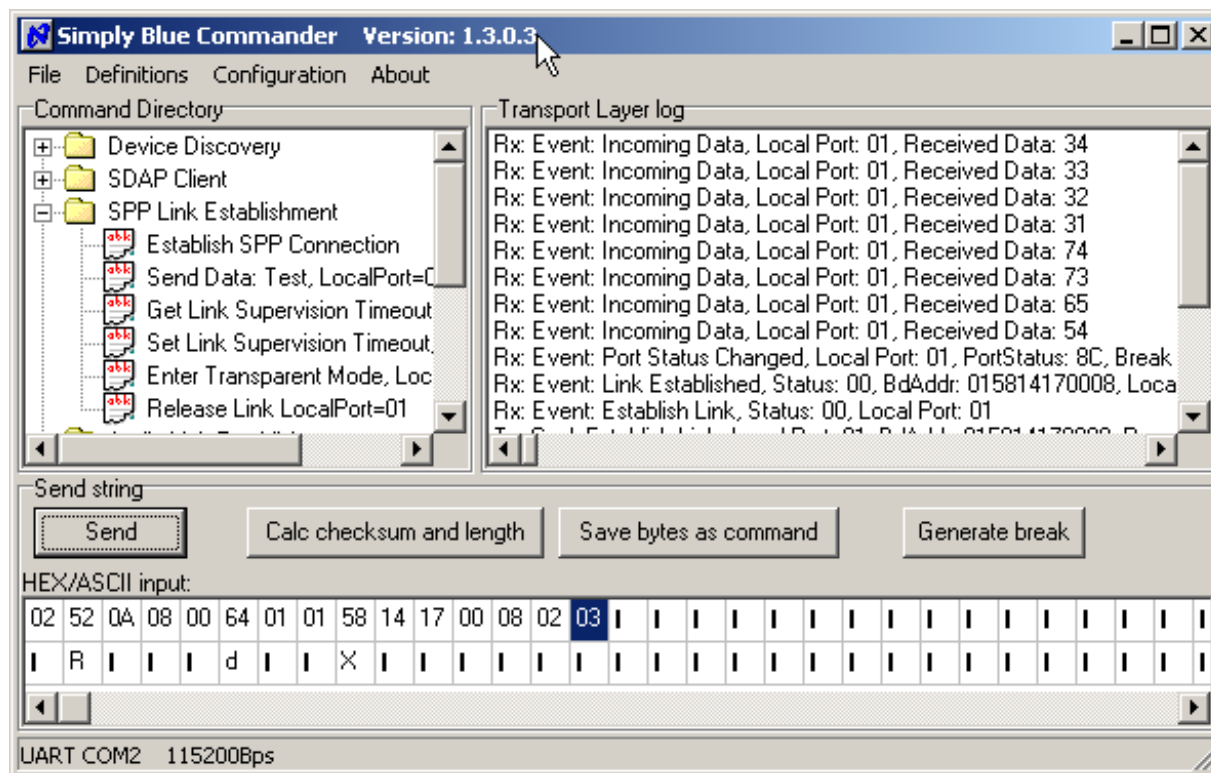 Simply Blue Commander Version: 1.3.0.3
File Definitions Configuration About
Command Directory
Device Discovery
SDAP Client
SPP Link Establishment
Establish SPP Connection
Send Data: Test, LocalPort=
Get Link Supervision Timeout
Set Link Supervision Timeout,
Enter Transparent Mode, Loc
Release Link LocalPort=01
Transport Layer log
Rx: Event: Incoming Data, Local Port: 01, Received Data: 34
Rx: Event: Incoming Data, Local Port: 01, Received Data: 33
Rx: Event: Incoming Data, Local Port: 01, Received Data: 32
Rx: Event: Incoming Data, Local Port: 01, Received Data: 31
Rx: Event: Incoming Data, Local Port: 01, Received Data: 74
Rx: Event: Incoming Data, Local Port: 01, Received Data: 73
Rx: Event: Incoming Data, Local Port: 01, Received Data: 65
Rx: Event: Incoming Data, Local Port: 01, Received Data: 54
Rx: Event: Port Status Changed, Local Port: 01, PortStatus: 8C, Break
Rx: Event: Link Established, Status: 00, BdAddr: 015814170008, Loca
Rx: Event: Establish Link, Status: 00, Local Port: 01
Send string
Send Calc checksum and length Save bytes as command Generate break
HEX/ASCII input:
02 52 0A 08 00 64 01 01 58 14 17 00 08 02 03
R d X
UART COM2 115200Bps